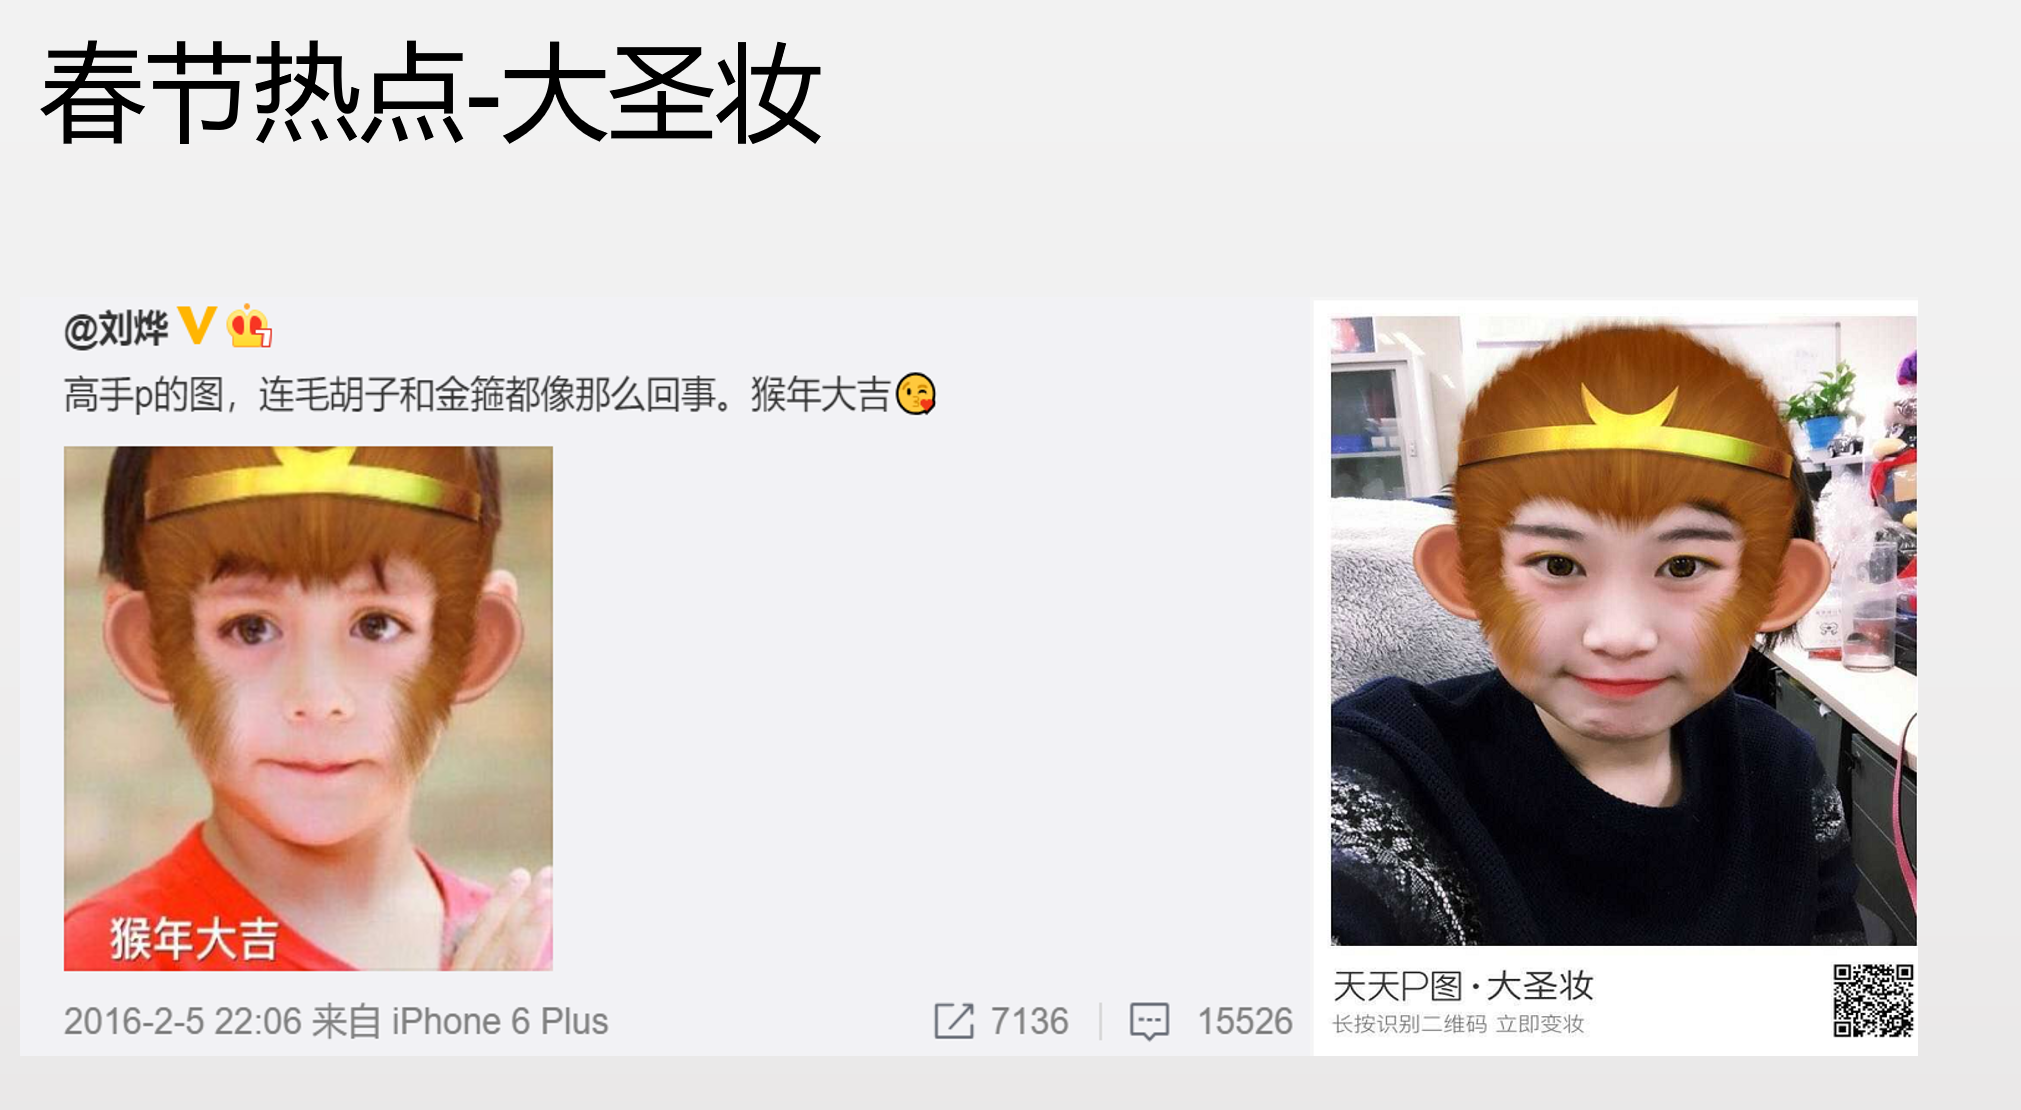 春节热点-大圣妆
@刘烨
高手p的图，连毛胡子和金箍都像那么回事。猴年大吉😘
猴年大吉
2016-2-5 22:06 来自 iPhone 6 Plus
7136 | 15526
天天P图·大圣妆
长按识别二维码 立即变妆